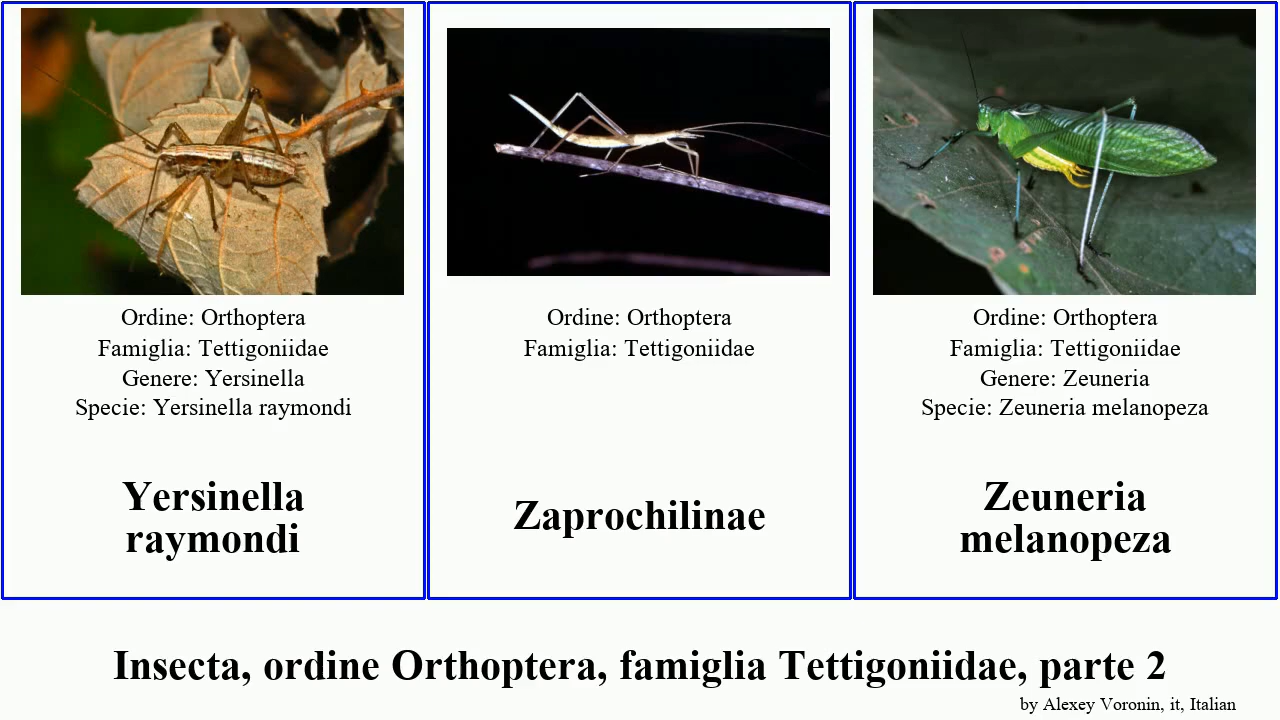 Ordine: Orthoptera
Famiglia: Tettigoniidae
Genere: Yersinella
Specie: Yersinella raymondi
Yersinella
raymondi
Ordine: Orthoptera
Famiglia: Tettigoniidae
Zaprochilinae
Ordine: Orthoptera
Famiglia: Tettigoniidae
Genere: Zeuneria
Specie: Zeuneria melanopeza
Zeuneria
melanopeza
Insecta, ordine Orthoptera, famiglia Tettigoniidae, parte 2
by Alexey Voronin, it, Italian